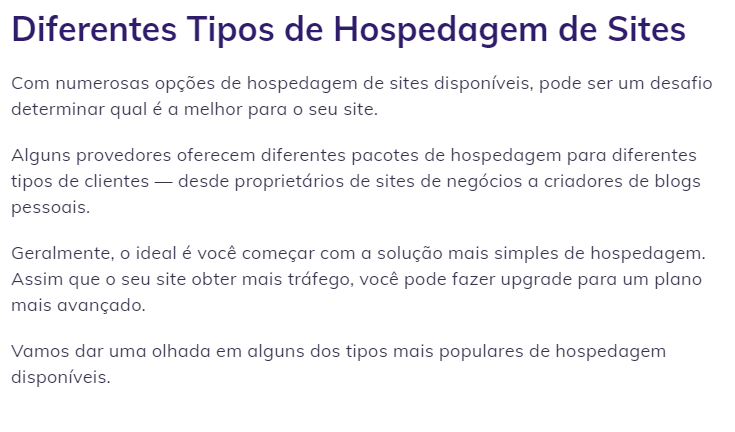 Diferentes Tipos de Hospedagem de Sites
Com numerosas opções de hospedagem de sites disponíveis, pode ser um desafio
determinar qual é a melhor para o seu site.
Alguns provedores oferecem diferentes pacotes de hospedagem para diferentes
tipos de clientes — desde proprietários de sites de negócios a criadores de blogs
pessoais.
Geralmente, o ideal é você começar com a solução mais simples de hospedagem.
Assim que o seu site obter mais tráfego, você pode fazer upgrade para um plano
mais avançado.
Vamos dar uma olhada em alguns dos tipos mais populares de hospedagem
disponíveis.